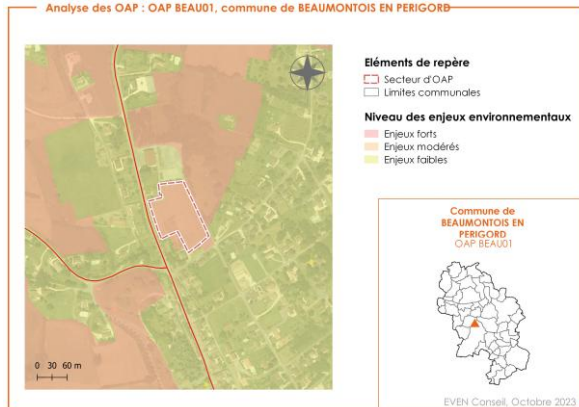 Analyse des OAP : OAP BEAU01, commune de BEAUMONTOIS EN PERIGORD
Eléments de repère
Secteur d'OAP
Limites communales
Niveau des enjeux environnementaux
Enjeux forts
Enjeux modérés
Enjeux faibles
Commune de
BEAUMONTOIS EN
PERIGORD
OAP BEAU01
0 30 60 m
EVEN Conseil, Octobre 2023